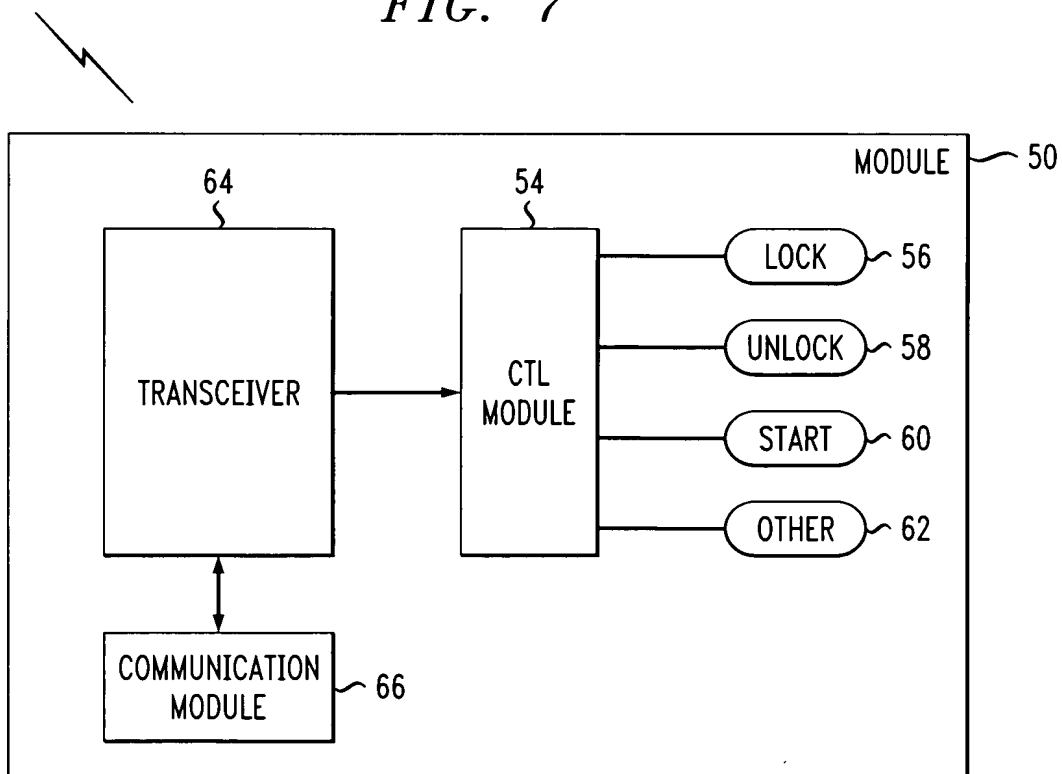 FIG. 7
MODULE
50
64
54
TRANSCEIVER
CTL
MODULE
LOCK
56
UNLOCK
58
START
60
OTHER
62
COMMUNICATION
MODULE
66